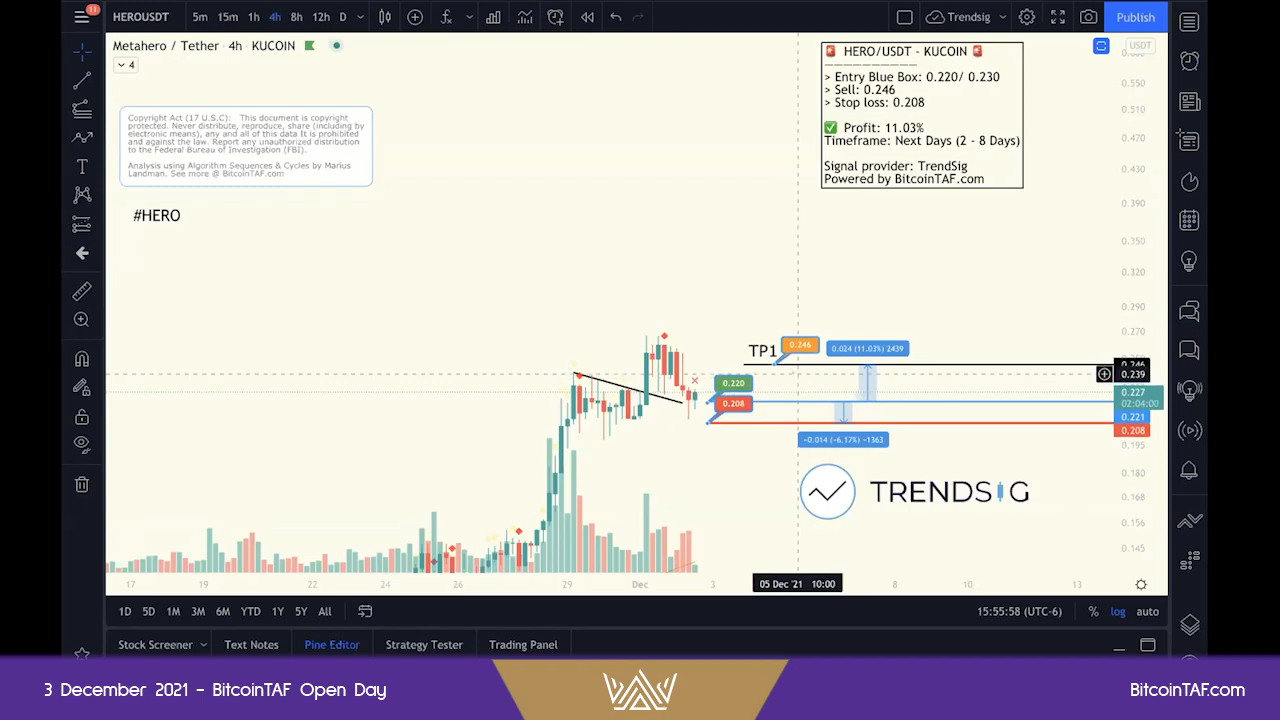 11
HEROUSDT 5m 15m 1h 4h 8h 12h D Trendsig Publish
Metahero / Tether · 4h · KUCOIN
4
Copyright Act (17 U.S.C): This document is copyright
protected. Never distribute, reproduce, share (including by
electronic means), any and all of this data It is prohibited
and against the law. Report any unauthorized distribution
to the Federal Bureau of Investigation (FBI).
Analysis using Algorithm Sequences & Cycles by Marius
Landman. See more @ BitcoinTAF.com
#HERO
🚨 HERO/USDT - KUCOIN 🚨
——————————
> Entry Blue Box: 0.220/ 0.230
> Sell: 0.246
> Stop loss: 0.208
✅ Profit: 11.03%
Timeframe: Next Days (2 - 8 Days)
Signal provider: TrendSig
Powered by BitcoinTAF.com
USDT
0.550
0.510
0.470
0.430
0.390
0.350
0.320
0.290
0.270
0.246
0.239
0.227
02:04:00
0.221
0.208
0.195
0.180
0.168
0.156
0.145
TP1
0.246
0.024 (11.03%) 2439
0.220
0.208
-0.014 (-6.17%) -1363
TRENDSIG
17 19 22 24 26 29 Dec 3 05 Dec '21 10:00 8 10 13
1D 5D 1M 3M 6M YTD 1Y 5Y All 15:55:58 (UTC-6) % log auto
Stock Screener Text Notes Pine Editor Strategy Tester Trading Panel
3 December 2021 - BitcoinTAF Open Day
BitcoinTAF.com